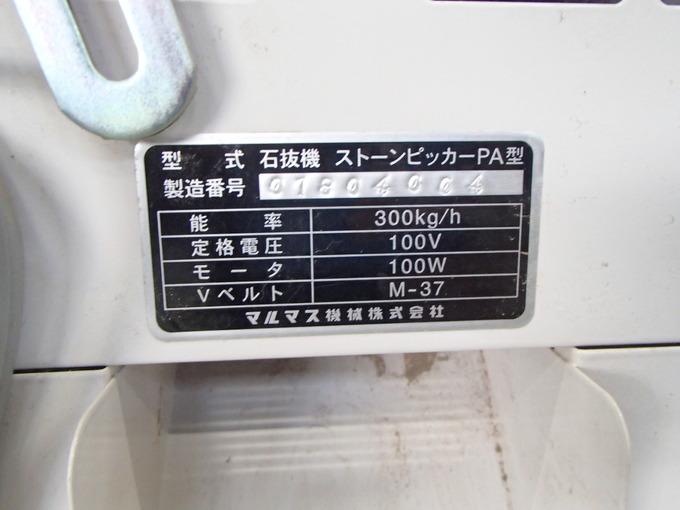 型式 石抜機 ストーンピッカーPA型
製造番号 01804004
能率 300kg/h
定格電圧 100V
モータ 100W
Vベルト M-37
マルマス機械株式会社